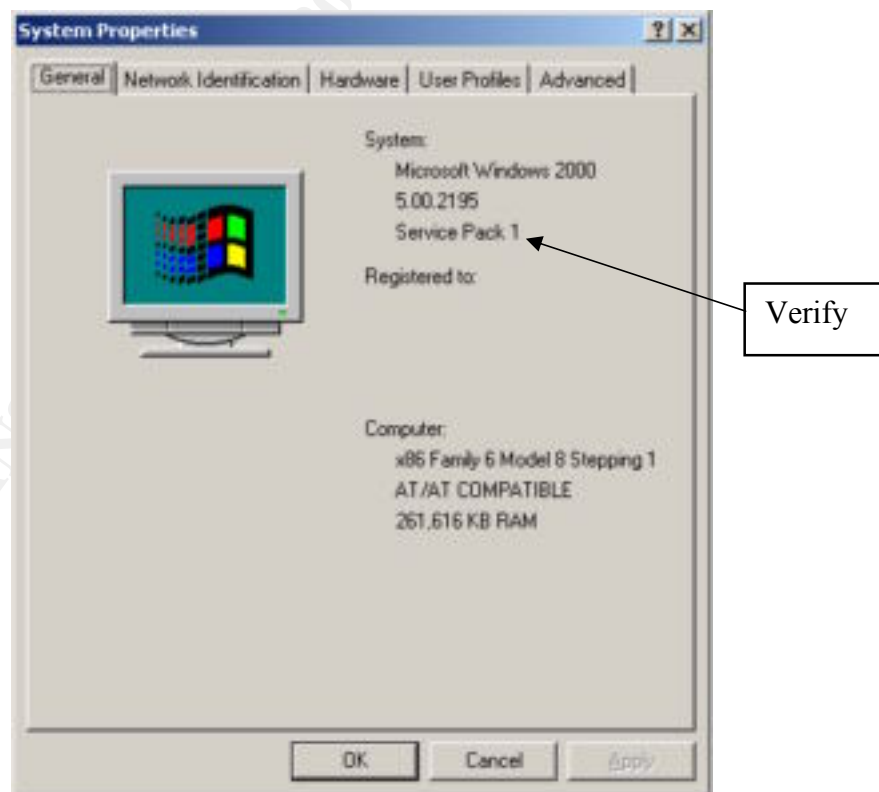 System Properties
General Network Identification Hardware User Profiles Advanced
System:
Microsoft Windows 2000
5.00.2195
Service Pack 1
Registered to:
Verify
Computer:
x86 Family 6 Model 8 Stepping 1
AT/AT COMPATIBLE
261,616 KB RAM
OK Cancel Apply